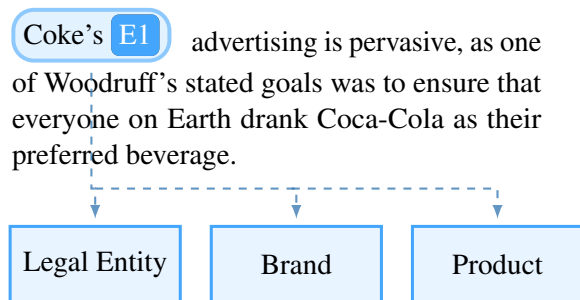 Coke's E1 advertising is pervasive, as one
of Woodruff's stated goals was to ensure that
everyone on Earth drank Coca-Cola as their
preferred beverage.
Legal Entity Brand Product